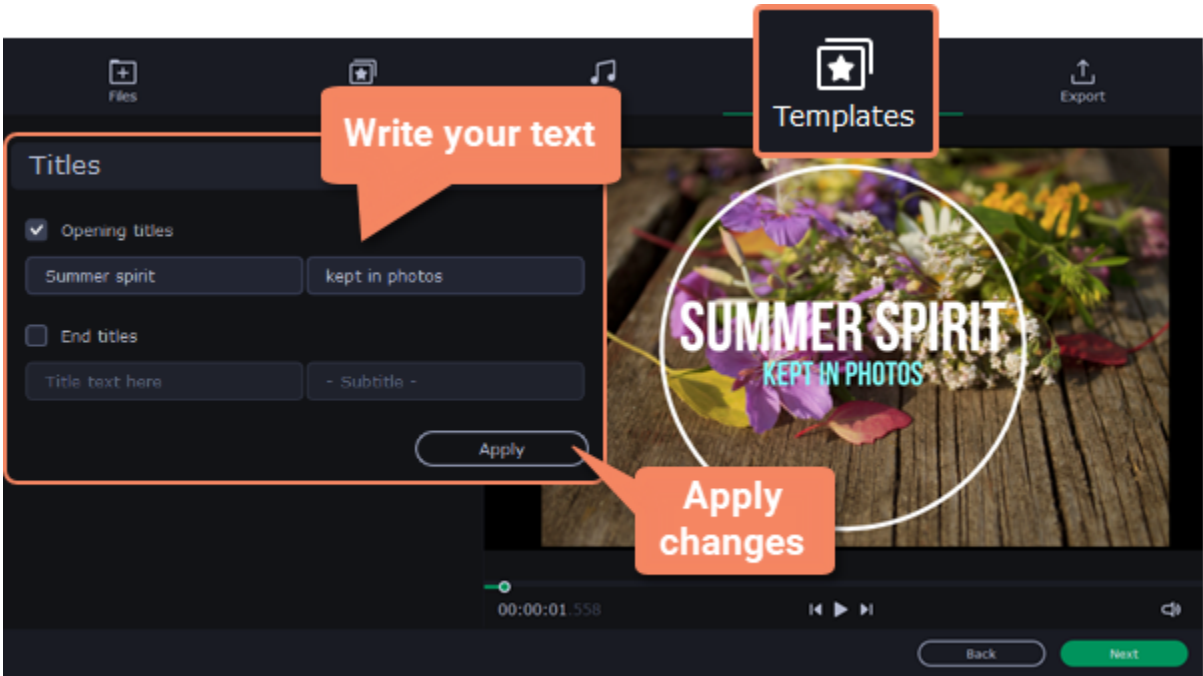 Files
Templates
Export
Write your text
Titles
Opening titles
Summer spirit
kept in photos
End titles
Title text here
- Subtitle -
Apply
Apply
changes
SUMMER SPIRIT
KEPT IN PHOTOS
00:00:01.558
Back
Next